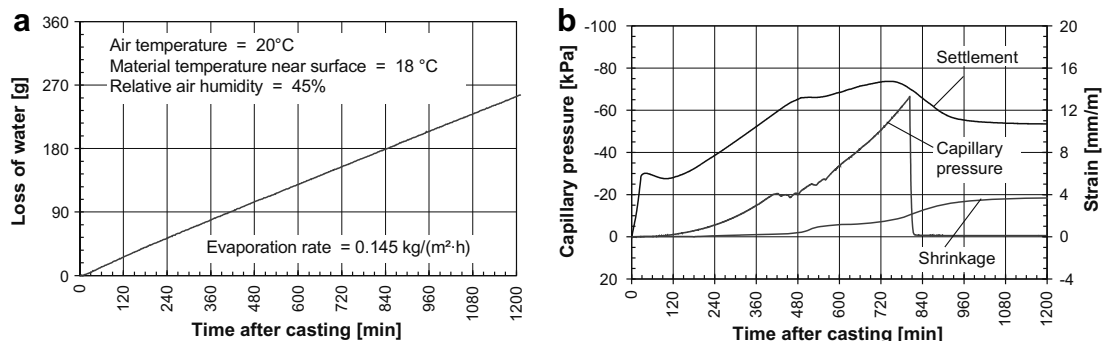 a
360
270
180
90
0
Loss of water [g]
Air temperature = 20°C
Material temperature near surface = 18 °C
Relative air humidity = 45%
Evaporation rate = 0.145 kg/(m²·h)
0 120 240 360 480 600 720 840 960 1080 1200
Time after casting [min]
b
-100
-80
-60
-40
-20
0
20
Capillary pressure [kPa]
Settlement
Capillary
pressure
Shrinkage
20
16
12
8
4
0
-4
Strain [mm/m]
0 120 240 360 480 600 720 840 960 1080 1200
Time after casting [min]